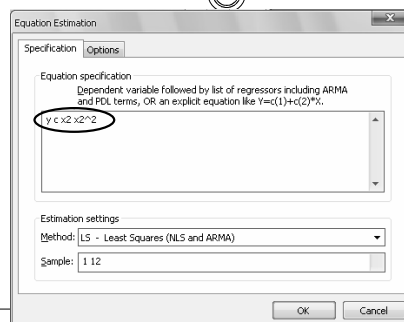 Equation Estimation
Specification Options
Equation specification
Dependent variable followed by list of regressors including ARMA
and PDL terms, OR an explicit equation like Y=c(1)+c(2)*X.
y c x2 x2^2
Estimation settings
Method: LS - Least Squares (NLS and ARMA)
Sample: 1 12
OK Cancel